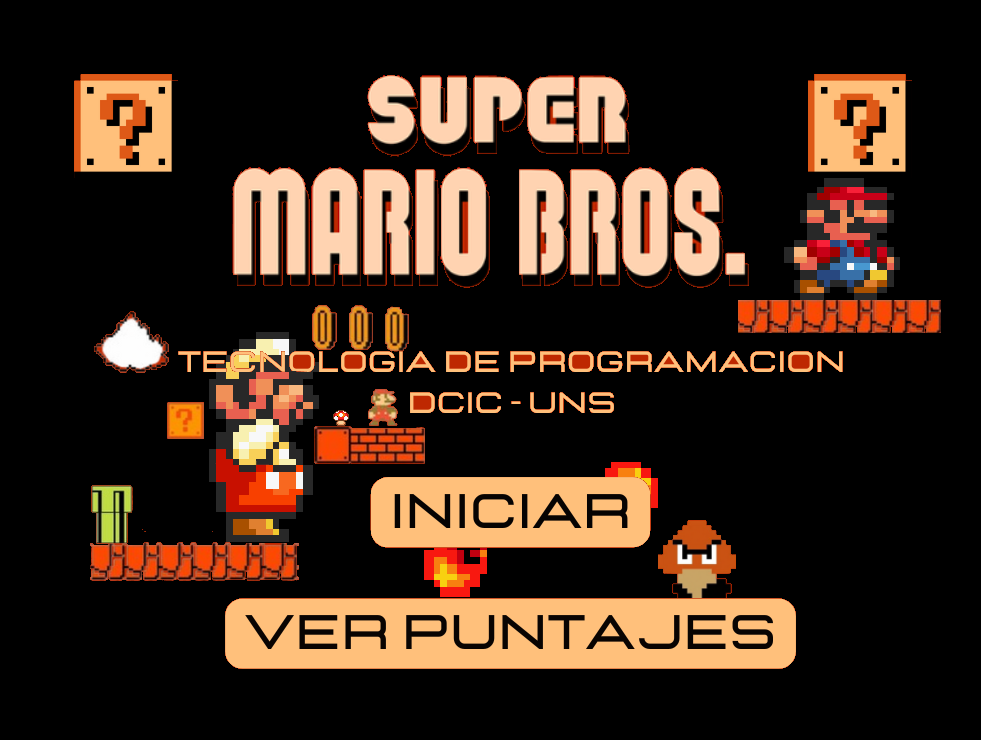 ?
?
SUPER
MARIO BROS.
TECNOLOGIA DE PROGRAMACION
DCIC - UNS
?
INICIAR
VER PUNTAJES